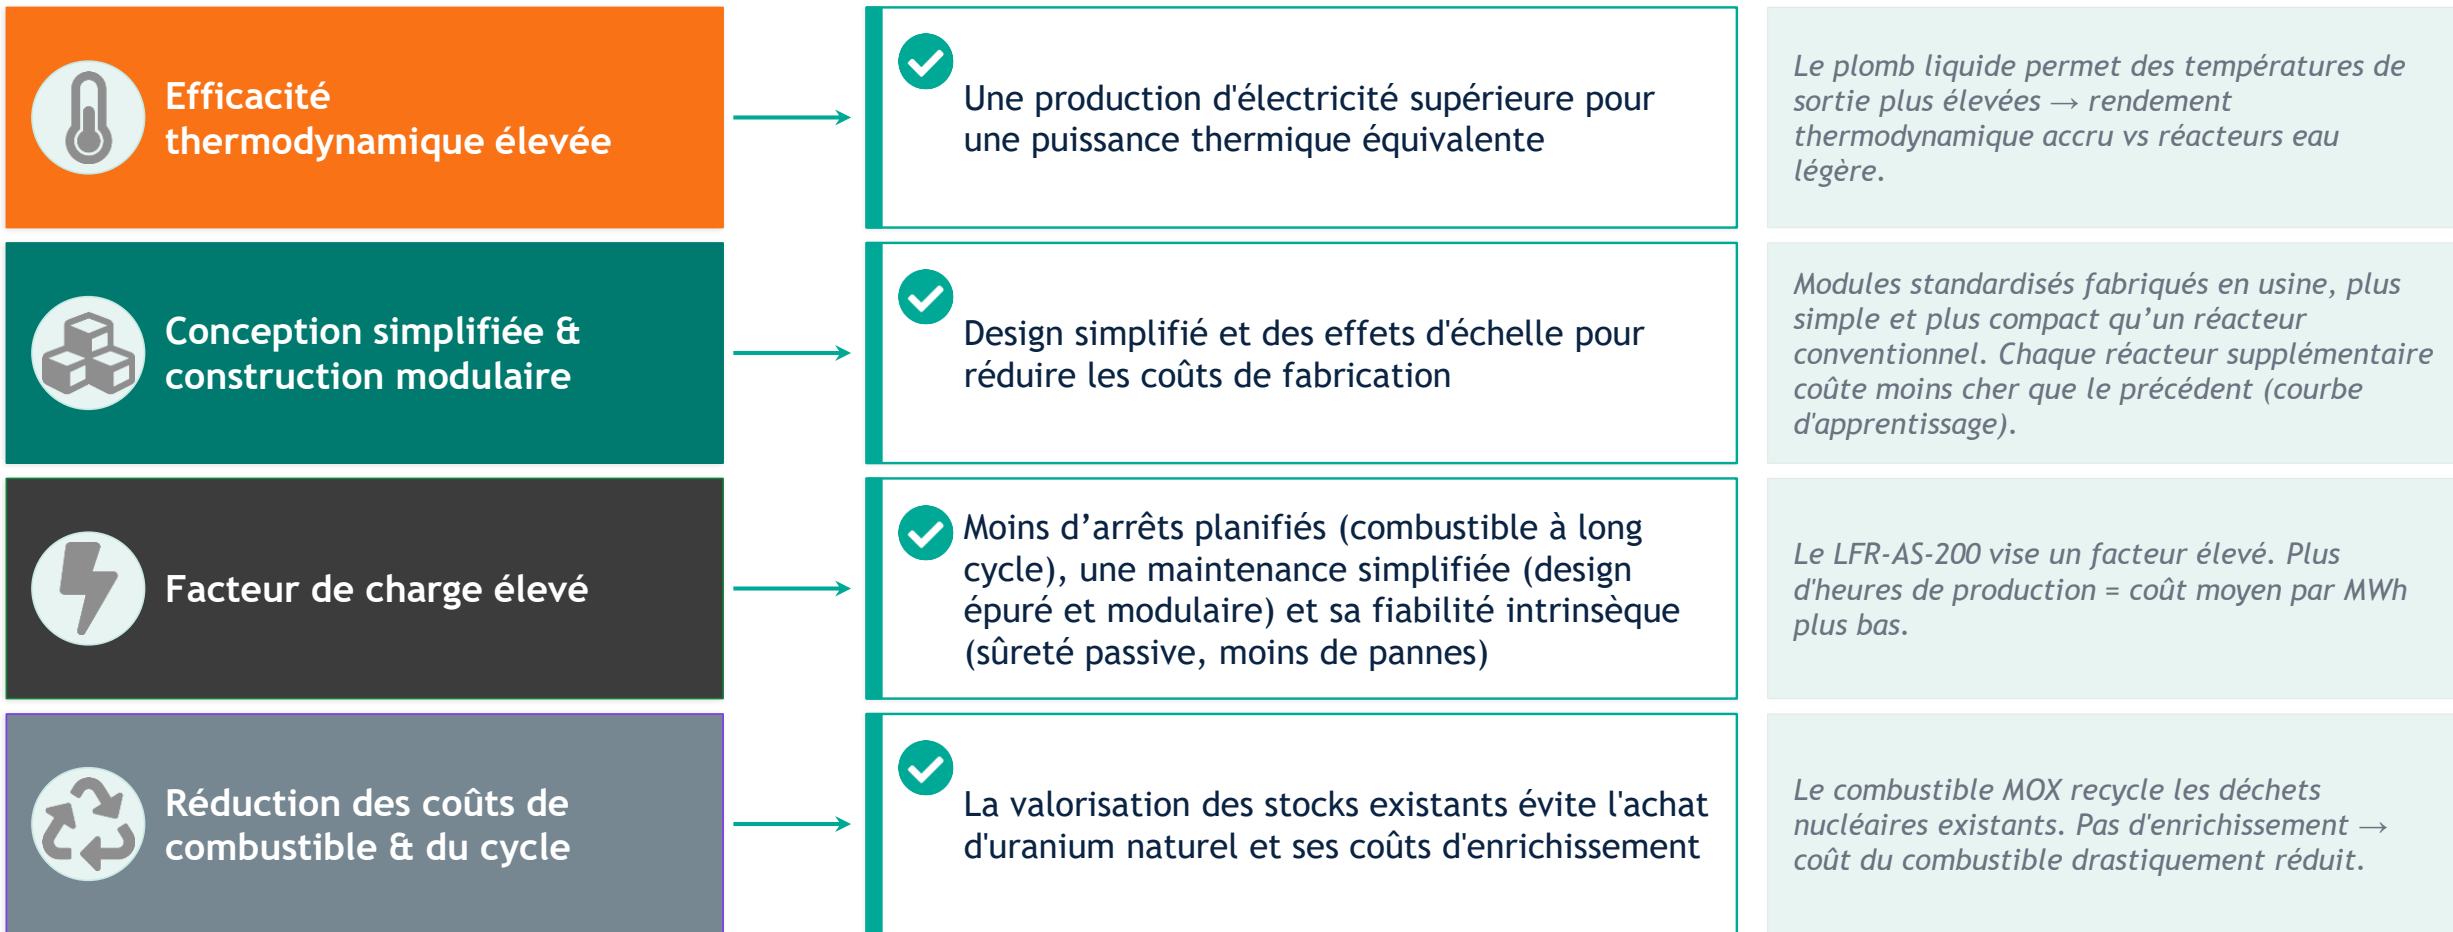 Efficacité
thermodynamique élevée
Une production d'électricité supérieure pour
une puissance thermique équivalente
Le plomb liquide permet des températures de
sortie plus élevées → rendement
thermodynamique accru vs réacteurs eau
légère.
Conception simplifiée &
construction modulaire
Design simplifié et des effets d'échelle pour
réduire les coûts de fabrication
Modules standardisés fabriqués en usine, plus
simple et plus compact qu’un réacteur
conventionnel. Chaque réacteur supplémentaire
coûte moins cher que le précédent (courbe
d'apprentissage).
Facteur de charge élevé
Moins d’arrêts planifiés (combustible à long
cycle), une maintenance simplifiée (design
épuré et modulaire) et sa fiabilité intrinsèque
(sûreté passive, moins de pannes)
Le LFR-AS-200 vise un facteur élevé. Plus
d'heures de production = coût moyen par MWh
plus bas.
Réduction des coûts de
combustible & du cycle
La valorisation des stocks existants évite l'achat
d'uranium naturel et ses coûts d'enrichissement
Le combustible MOX recycle les déchets
nucléaires existants. Pas d'enrichissement →
coût du combustible drastiquement réduit.